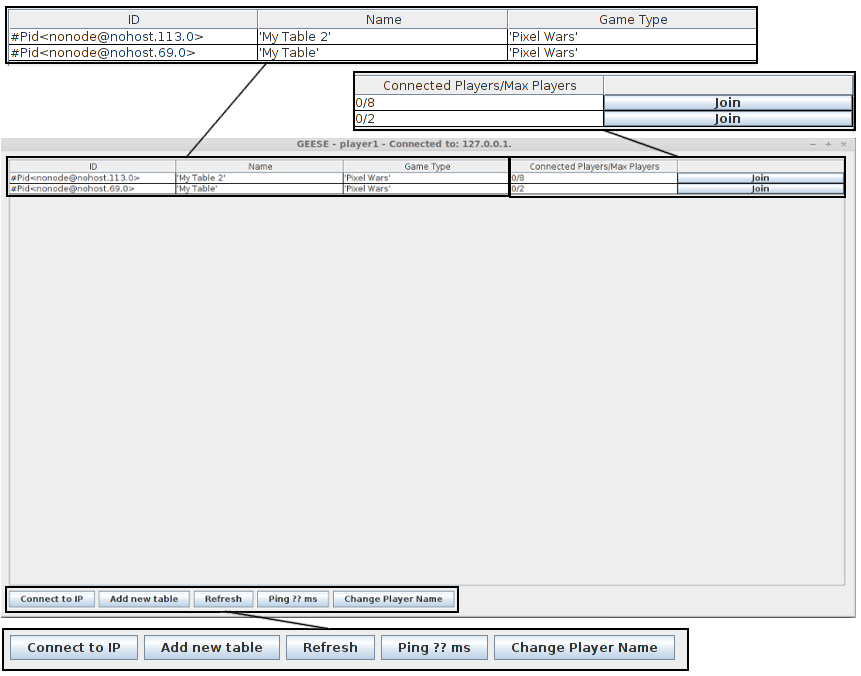 ID Name Game Type
#Pid<nonode@nohost.113.0> 'My Table 2' 'Pixel Wars'
#Pid<nonode@nohost.69.0> 'My Table' 'Pixel Wars'
Connected Players/Max Players
0/8 Join
0/2 Join
GEESE - player1 - Connected to: 127.0.0.1.
ID Name Game Type Connected Players/Max Players
#Pid<nonode@nohost.113.0> 'My Table 2' 'Pixel Wars' 0/8 Join
#Pid<nonode@nohost.69.0> 'My Table' 'Pixel Wars' 0/2 Join
Connect to IP Add new table Refresh Ping ?? ms Change Player Name
Connect to IP Add new table Refresh Ping ?? ms Change Player Name